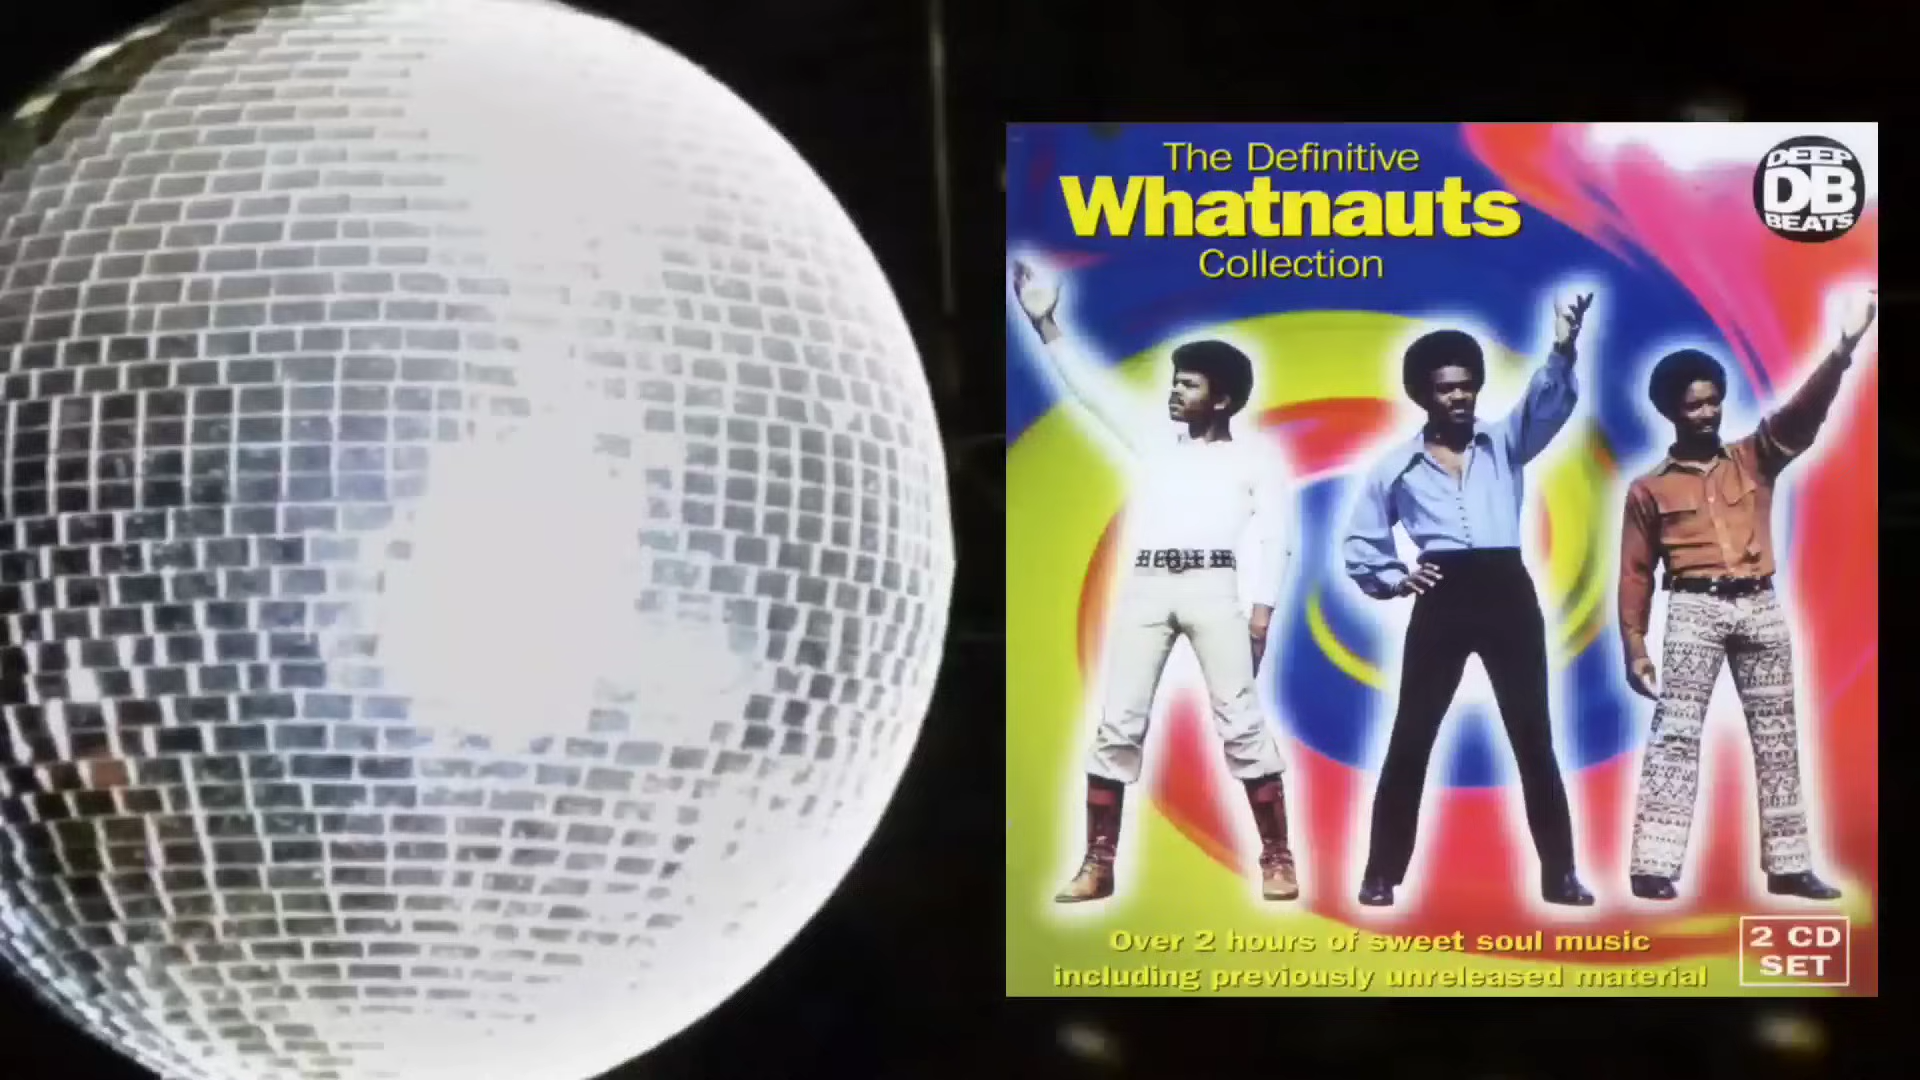 The Definitive
Whatnauts
Collection
DEEP
DB
BEATS
Over 2 hours of sweet soul music
including previously unreleased material
2 CD
SET